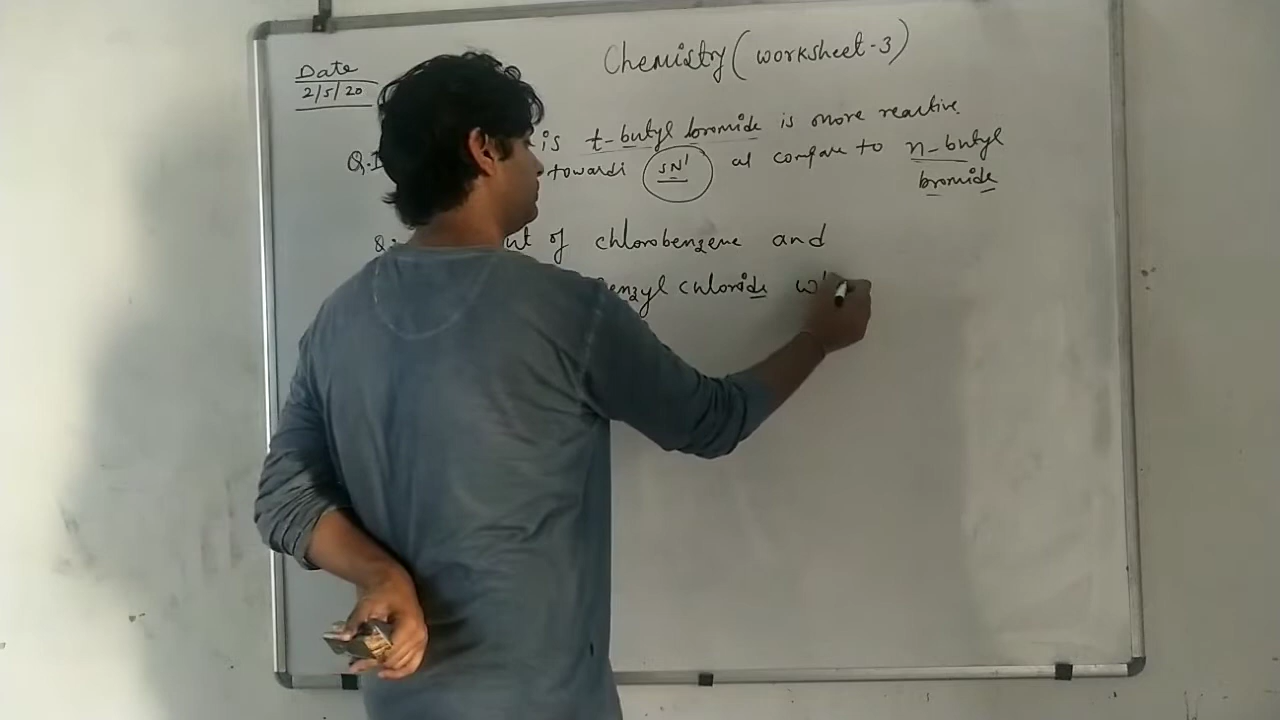 Chemistry (worksheet-3)
Date
2/5/20
is t-butyl bromide is more reactive
towards SN1 as compare to n-butyl
bromide
of chlorobenzene and
benzyl chloride